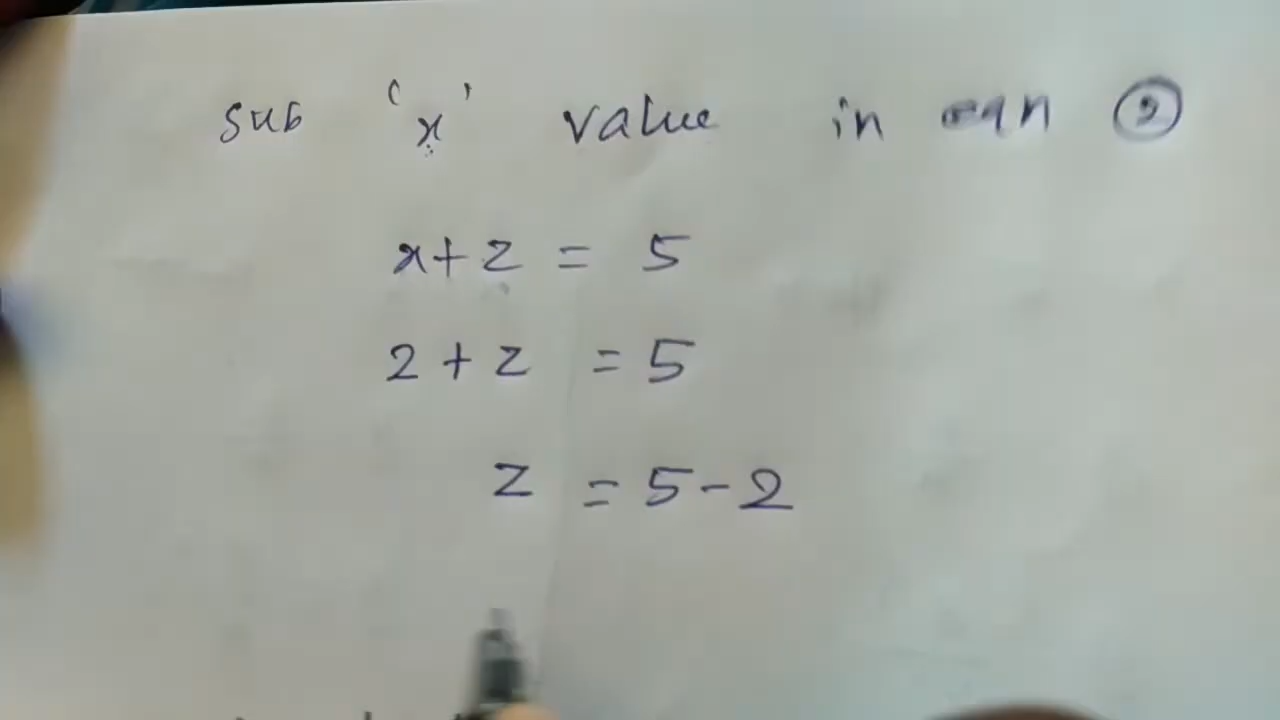 sub 'x' value in eqn ②
x + z = 5
2 + z = 5
z = 5 - 2